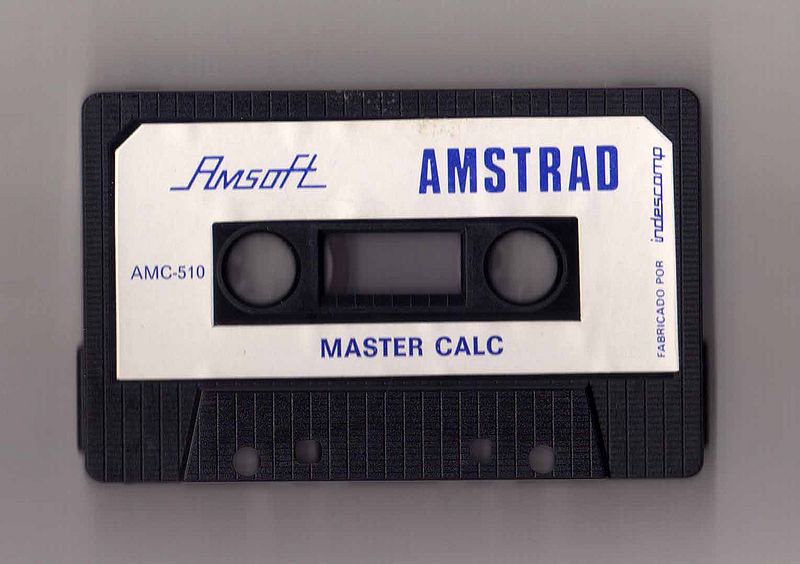 Amsoft
AMSTRAD
AMC-510
MASTER CALC
FABRICADO POR indescomp